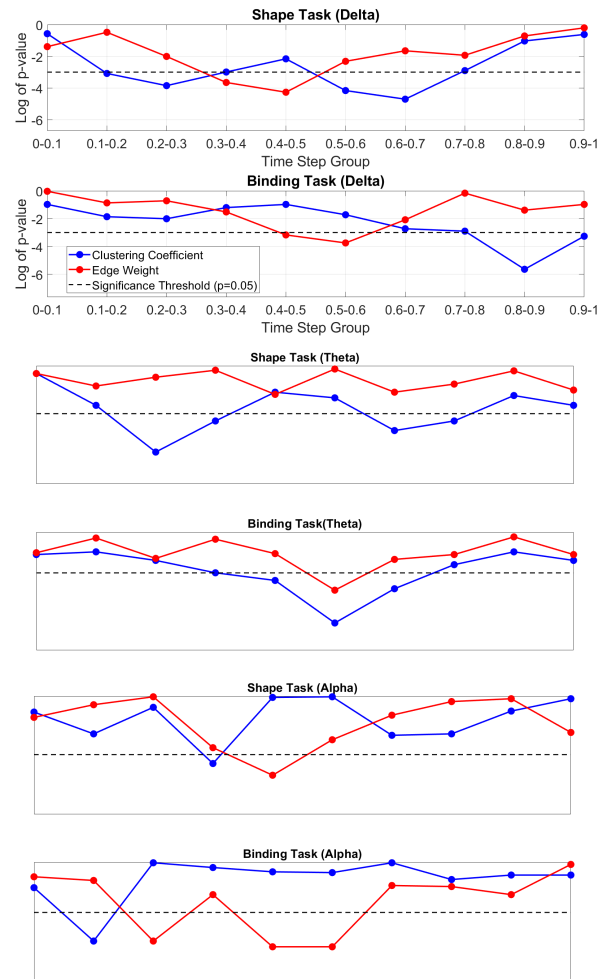 Shape Task (Delta)
0
-2
-4
-6
Log of p-value
0-0.1 0.1-0.2 0.2-0.3 0.3-0.4 0.4-0.5 0.5-0.6 0.6-0.7 0.7-0.8 0.8-0.9 0.9-1
Time Step Group
Binding Task (Delta)
0
-2
-4
-6
Log of p-value
Clustering Coefficient
Edge Weight
Significance Threshold (p=0.05)
0-0.1 0.1-0.2 0.2-0.3 0.3-0.4 0.4-0.5 0.5-0.6 0.6-0.7 0.7-0.8 0.8-0.9 0.9-1
Time Step Group
Shape Task (Theta)
Binding Task(Theta)
Shape Task (Alpha)
Binding Task (Alpha)